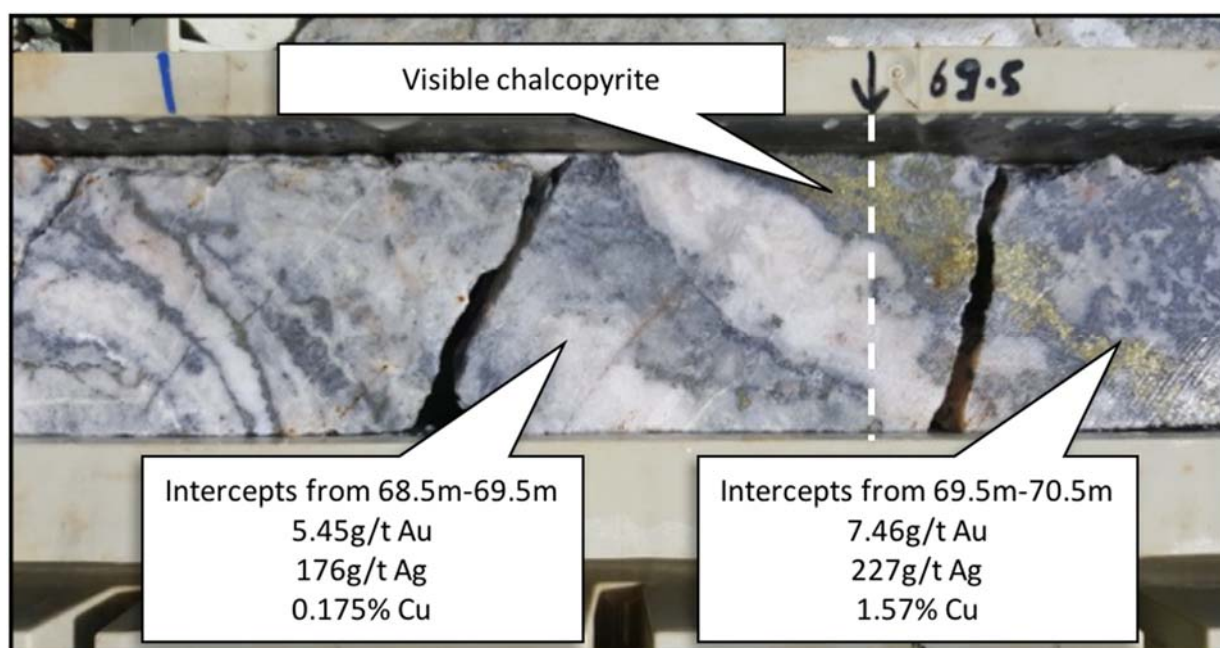 Visible chalcopyrite
69.5
Intercepts from 68.5m-69.5m
5.45g/t Au
176g/t Ag
0.175% Cu
Intercepts from 69.5m-70.5m
7.46g/t Au
227g/t Ag
1.57% Cu